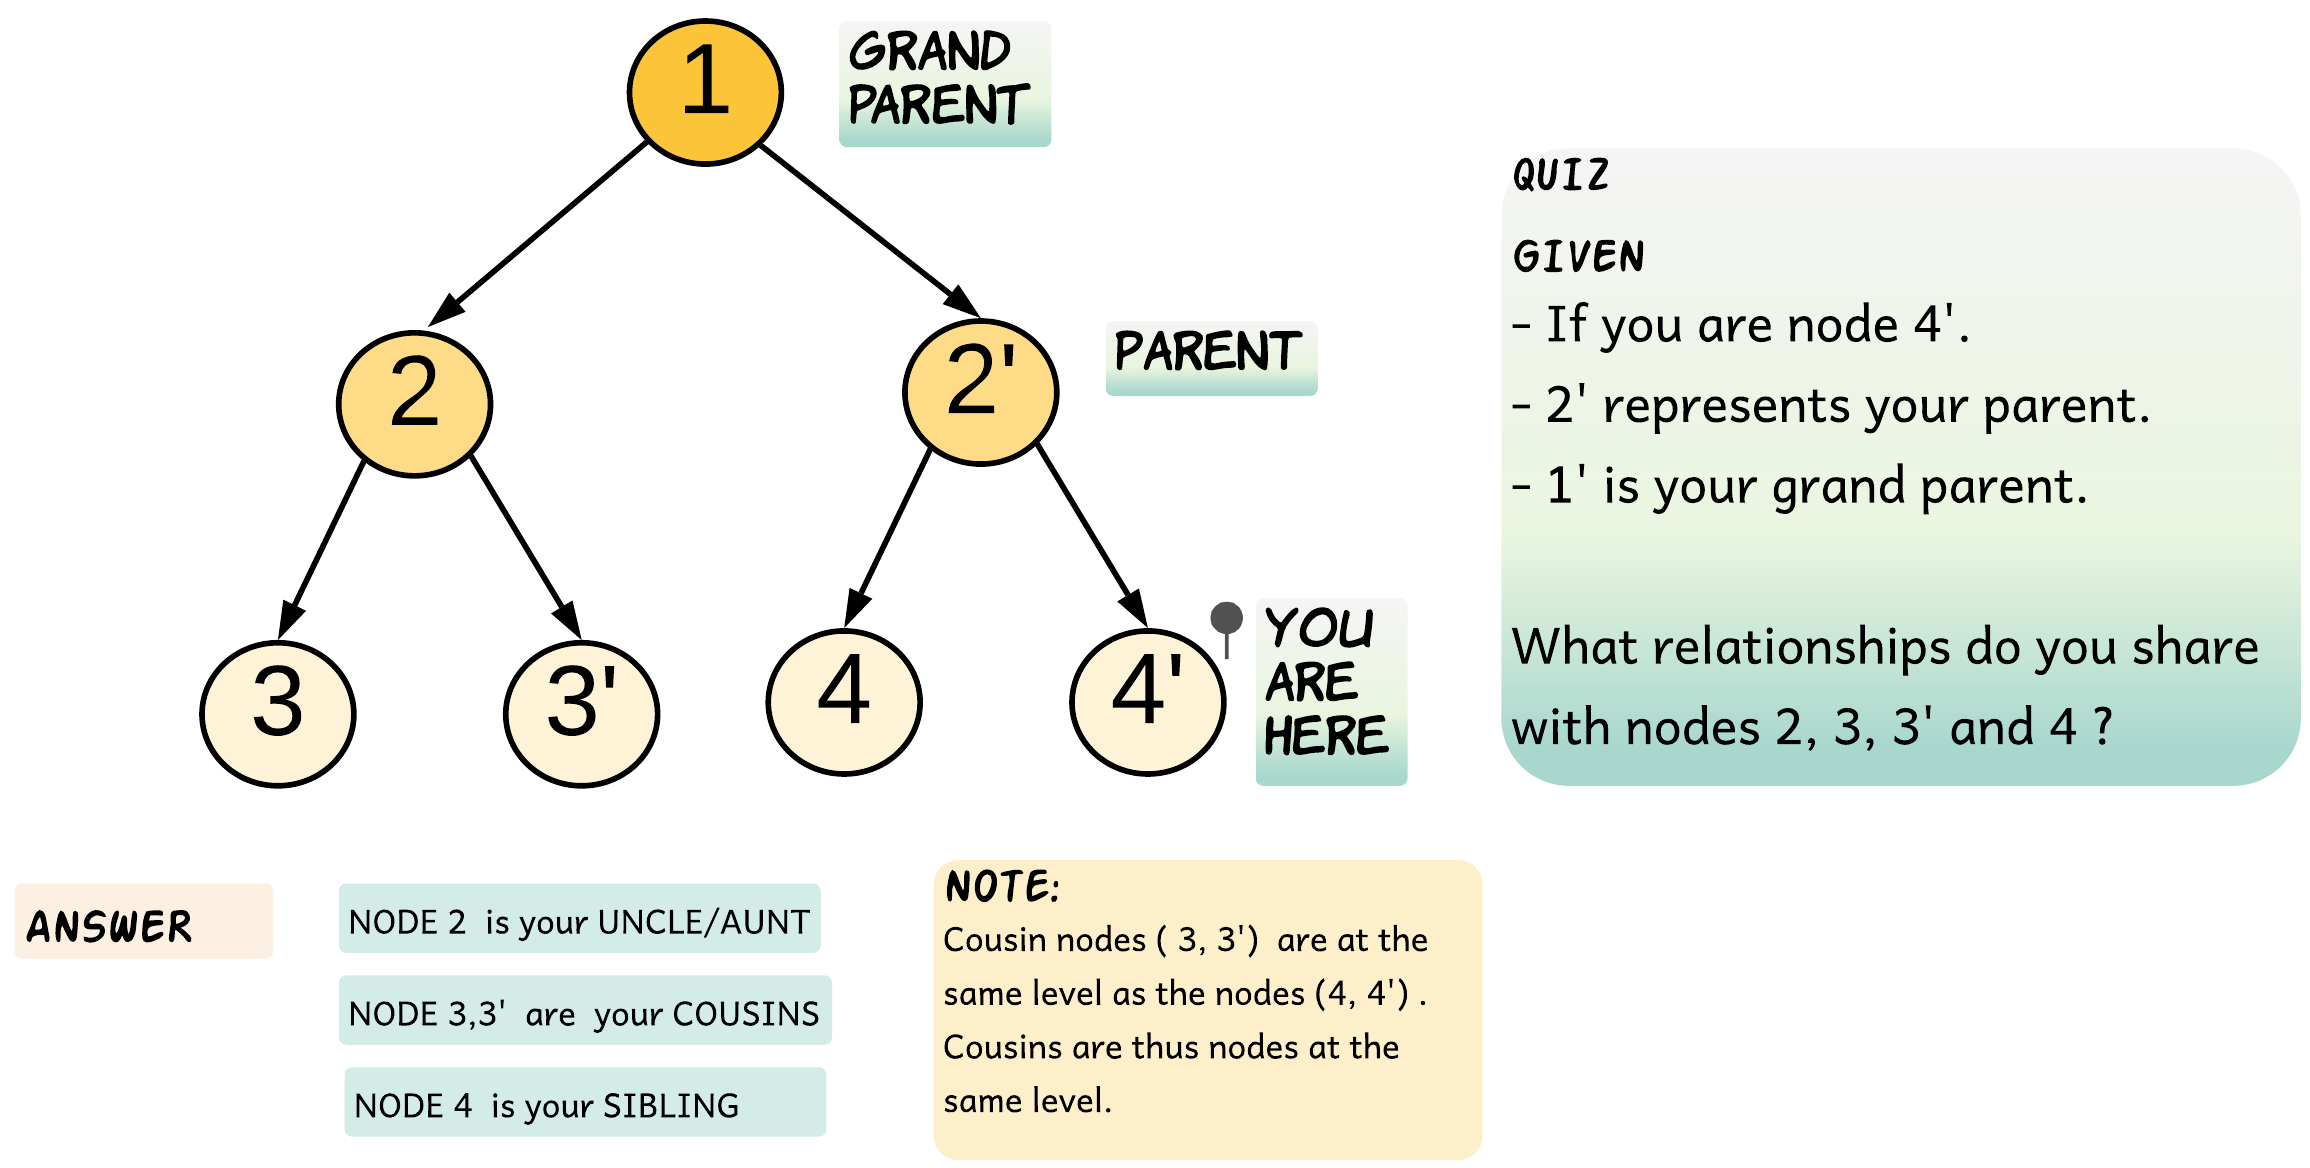 1
GRAND
PARENT
2
2'
PARENT
3
3'
4
4'
YOU
ARE
HERE
QUIZ
GIVEN
- If you are node 4'.
- 2' represents your parent.
- 1' is your grand parent.
What relationships do you share
with nodes 2, 3, 3' and 4 ?
ANSWER
NODE 2 is your UNCLE/AUNT
NODE 3,3' are your COUSINS
NODE 4 is your SIBLING
NOTE:
Cousin nodes ( 3, 3') are at the
same level as the nodes (4, 4') .
Cousins are thus nodes at the
same level.